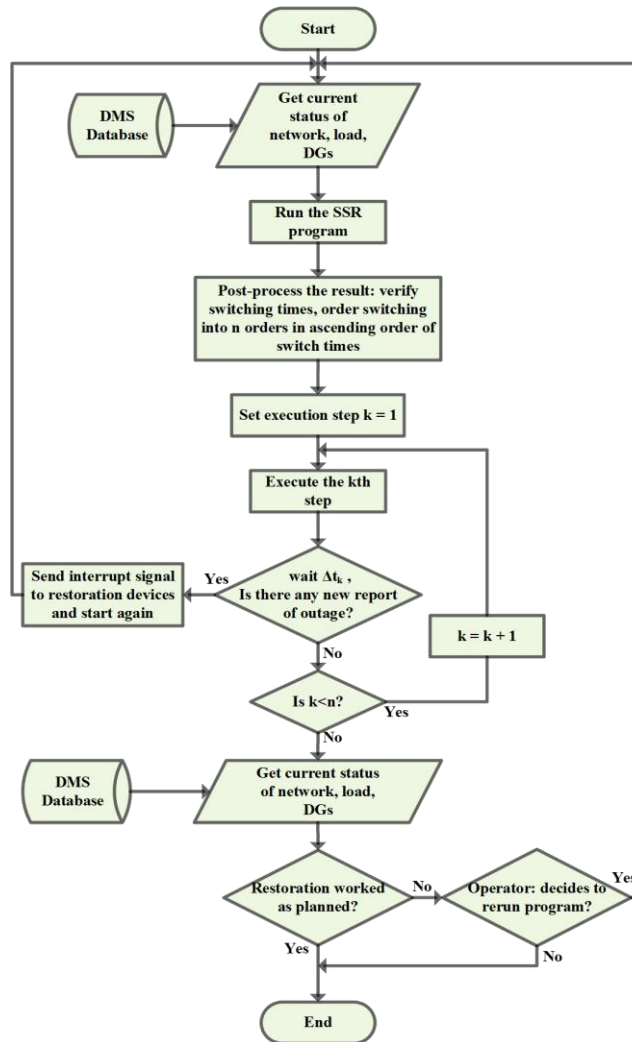 Start
DMS
Database
Get current
status of
network, load,
DGs
Run the SSR
program
Post-process the result: verify
switching times, order switching
into n orders in ascending order of
switch times
Set execution step k = 1
Execute the kth
step
Send interrupt signal
to restoration devices
and start again
Yes
wait Δtₖ ,
Is there any new report
of outage?
k = k + 1
No
Is k<n?
Yes
No
DMS
Database
Get current status
of network, load,
DGs
Restoration worked
as planned?
No
Operator: decides to
rerun program?
Yes
Yes
No
End